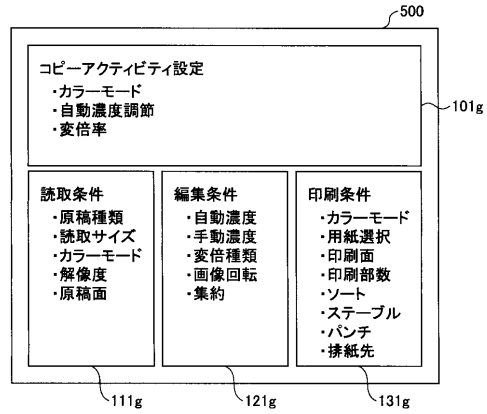 500
コピーアクティビティ設定
・カラーモード
・自動濃度調節
・変倍率
101g
読取条件
・原稿種類
・読取サイズ
・カラーモード
・解像度
・原稿面
編集条件
・自動濃度
・手動濃度
・変倍種類
・画像回転
・集約
印刷条件
・カラーモード
・用紙選択
・印刷面
・印刷部数
・ソート
・ステープル
・パンチ
・排紙先
111g
121g
131g